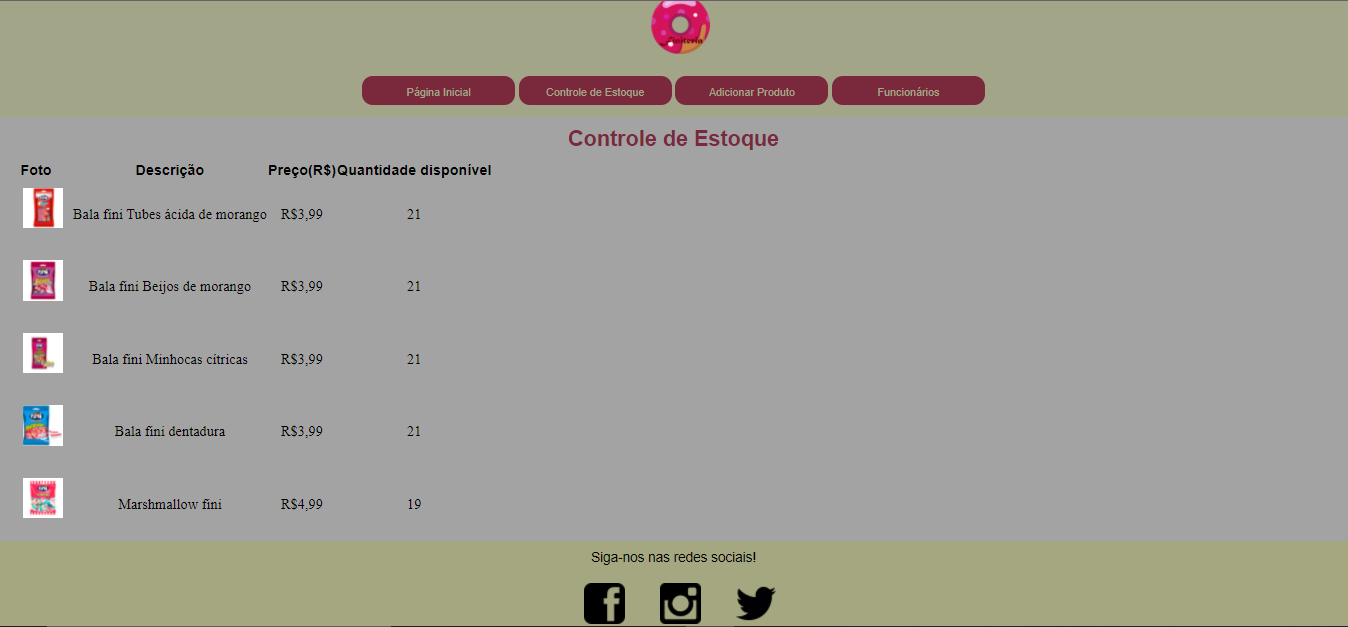 Página Inicial
Controle de Estoque
Adicionar Produto
Funcionários
Controle de Estoque
Foto Descrição Preço(R$) Quantidade disponível
Bala fini Tubes ácida de morango R$3,99 21
Bala fini Beijos de morango R$3,99 21
Bala fini Minhocas cítricas R$3,99 21
Bala fini dentadura R$3,99 21
Marshmallow fini R$4,99 19
Siga-nos nas redes sociais!